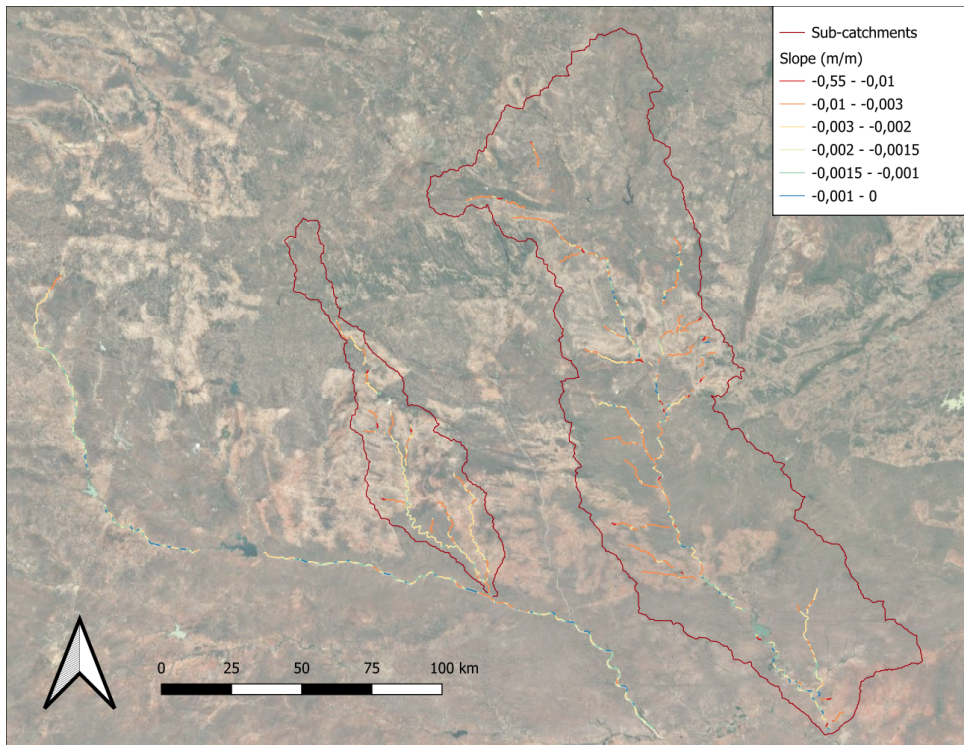 Sub-catchments
Slope (m/m)
-0,55 - -0,01
-0,01 - -0,003
-0,003 - -0,002
-0,002 - -0,0015
-0,0015 - -0,001
-0,001 - 0
0 25 50 75 100 km